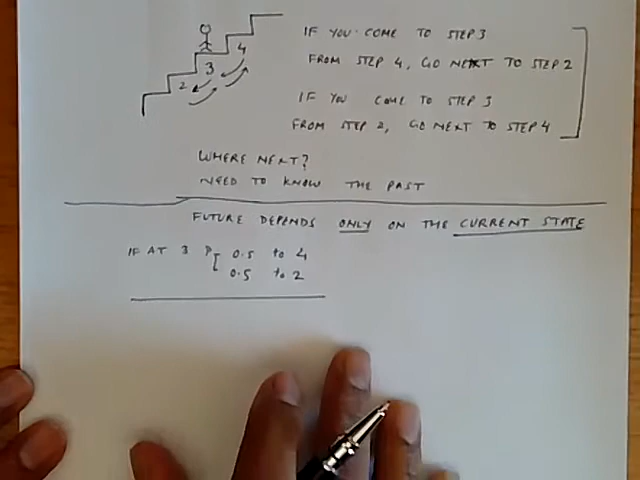 4
3
2
IF YOU COME TO STEP 3
FROM STEP 4, GO NEXT TO STEP 2
IF YOU COME TO STEP 3
FROM STEP 2, GO NEXT TO STEP 4
WHERE NEXT?
NEED TO KNOW THE PAST
FUTURE DEPENDS ONLY ON THE CURRENT STATE
IF AT 3 P 0.5 to 4
0.5 to 2